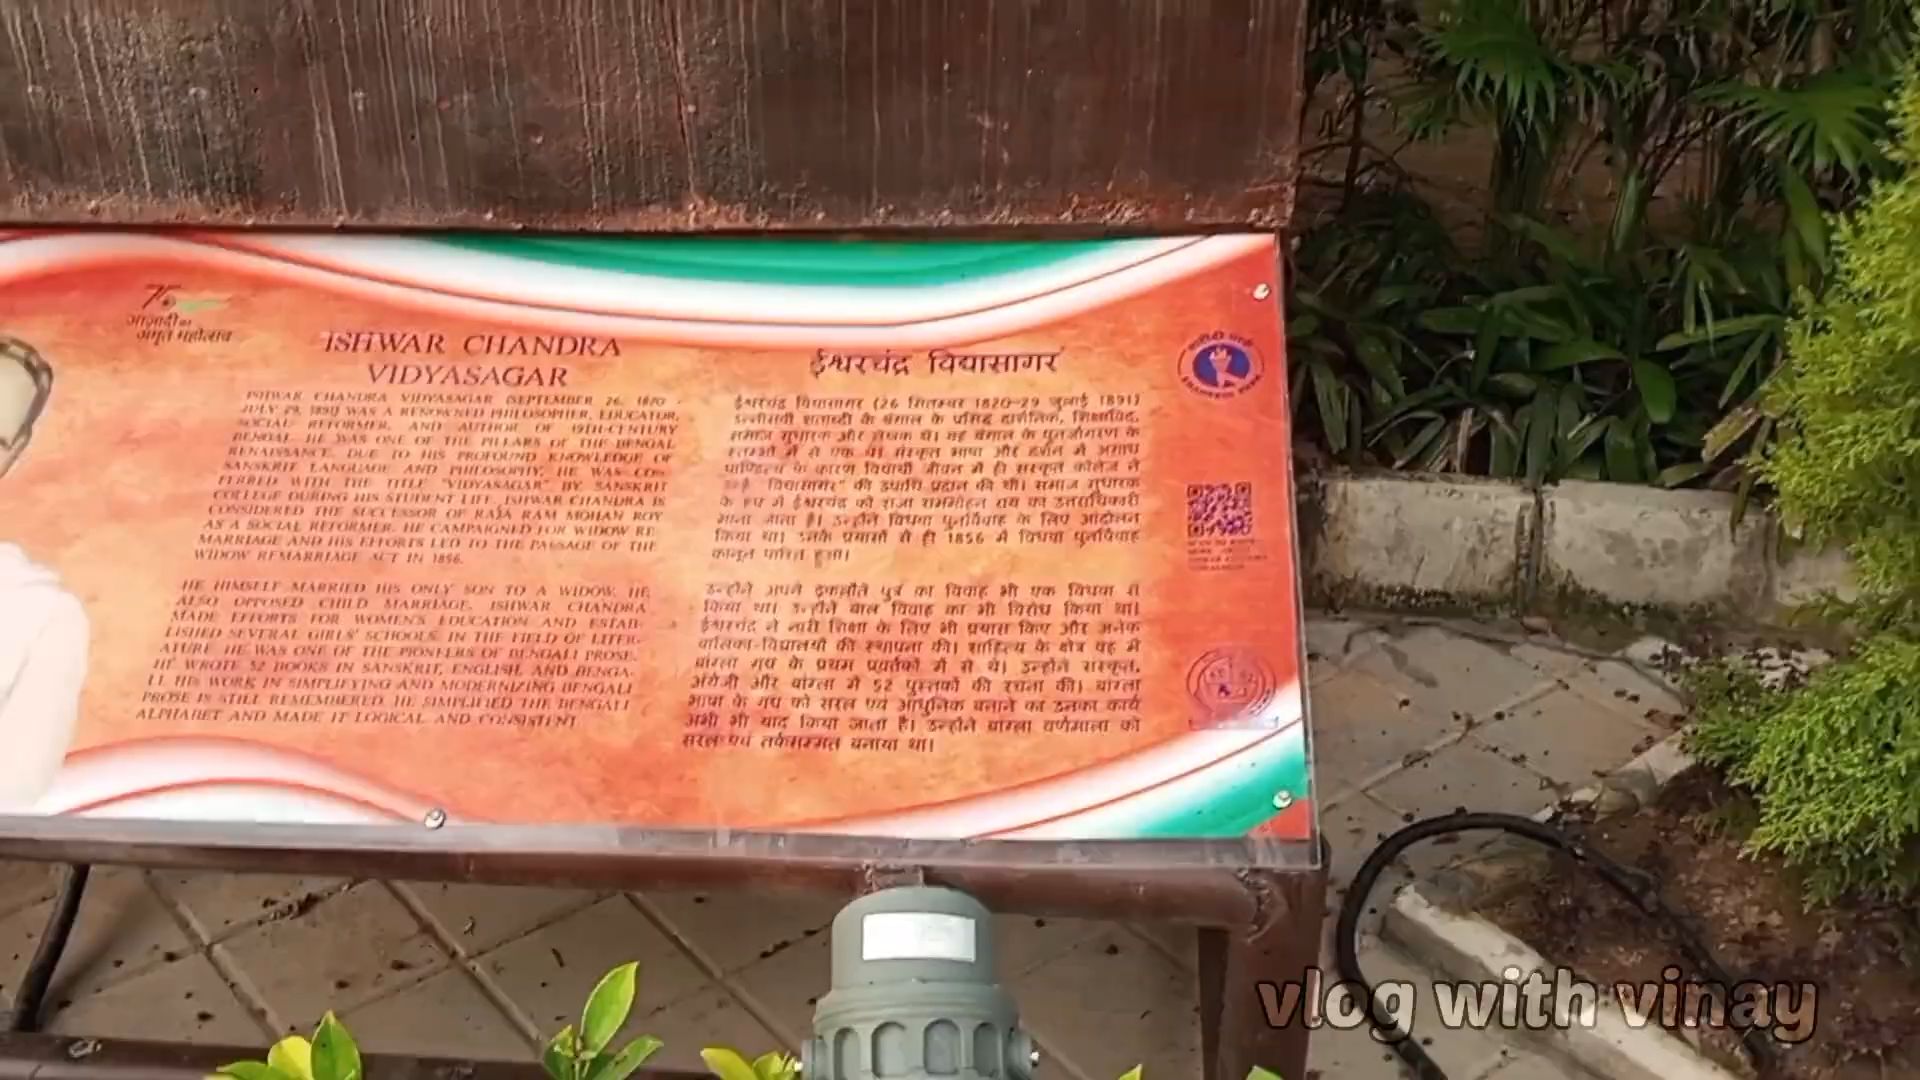 75
आज़ादी का
अमृत महोत्सव
ISHWAR CHANDRA
VIDYASAGAR
ISHWAR CHANDRA VIDYASAGAR (SEPTEMBER 26, 1820 -
JULY 29, 1891) WAS A RENOWNED PHILOSOPHER, EDUCATOR,
SOCIAL REFORMER, AND AUTHOR OF 19TH-CENTURY
BENGAL. HE WAS ONE OF THE PILLARS OF THE BENGAL
RENAISSANCE. DUE TO HIS PROFOUND KNOWLEDGE OF
SANSKRIT LANGUAGE AND PHILOSOPHY, HE WAS CON-
FERRED WITH THE TITLE "VIDYASAGAR" BY SANSKRIT
COLLEGE DURING HIS STUDENT LIFE. ISHWAR CHANDRA IS
CONSIDERED THE SUCCESSOR OF RAJA RAM MOHAN ROY
AS A SOCIAL REFORMER. HE CAMPAIGNED FOR WIDOW RE-
MARRIAGE AND HIS EFFORTS LED TO THE PASSAGE OF THE
WIDOW REMARRIAGE ACT IN 1856.
HE HIMSELF MARRIED HIS ONLY SON TO A WIDOW. HE
ALSO OPPOSED CHILD MARRIAGE. ISHWAR CHANDRA
MADE EFFORTS FOR WOMEN'S EDUCATION AND ESTAB-
LISHED SEVERAL GIRLS' SCHOOLS. IN THE FIELD OF LITER-
ATURE, HE WAS ONE OF THE PIONEERS OF BENGALI PROSE.
HE WROTE 52 BOOKS IN SANSKRIT, ENGLISH, AND BENGA-
LI. HIS WORK IN SIMPLIFYING AND MODERNIZING BENGALI
PROSE IS STILL REMEMBERED. HE SIMPLIFIED THE BENGALI
ALPHABET AND MADE IT LOGICAL AND CONSISTENT
ईश्वरचंद्र विद्यासागर
ईश्वरचंद्र विद्यासागर (26 सितम्बर 1820-29 जुलाई 1891)
उन्नीसवीं शताब्दी के बंगाल के प्रसिद्ध दार्शनिक, शिक्षाविद,
समाज सुधारक और लेखक थे। वह बंगाल के पुनर्जागरण के
स्तम्भों में से एक थे। संस्कृत भाषा और दर्शन में अगाध
पाण्डित्य के कारण विद्यार्थी जीवन में ही संस्कृत कॉलेज ने
उन्हें "विद्यासागर" की उपाधि प्रदान की थी। समाज सुधारक
के रूप में ईश्वरचंद्र को राजा राममोहन राय का उत्तराधिकारी
माना जाता है। उन्होंने विधवा पुनर्विवाह के लिए आंदोलन
किया था। उनके प्रयासों से ही 1856 में विधवा पुनर्विवाह
कानून पारित हुआ।
उन्होंने अपने इकलौते पुत्र का विवाह भी एक विधवा से
किया था। उन्होंने बाल विवाह का भी विरोध किया था।
ईश्वरचंद्र ने नारी शिक्षा के लिए भी प्रयास किए और अनेक
बालिका-विद्यालयों की स्थापना की। साहित्य के क्षेत्र वह में
बांग्ला गद्य के प्रथम प्रवर्तकों में से थे। उन्होंने संस्कृत,
अंग्रेजी और बांग्ला में 52 पुस्तकों की रचना की। बांग्ला
भाषा के गद्य को सरल एवं आधुनिक बनाने का उनका कार्य
अभी भी याद किया जाता है। उन्होंने बांग्ला वर्णमाला को
सरल एवं तर्कसम्मत बनाया था।
vlog with vinay